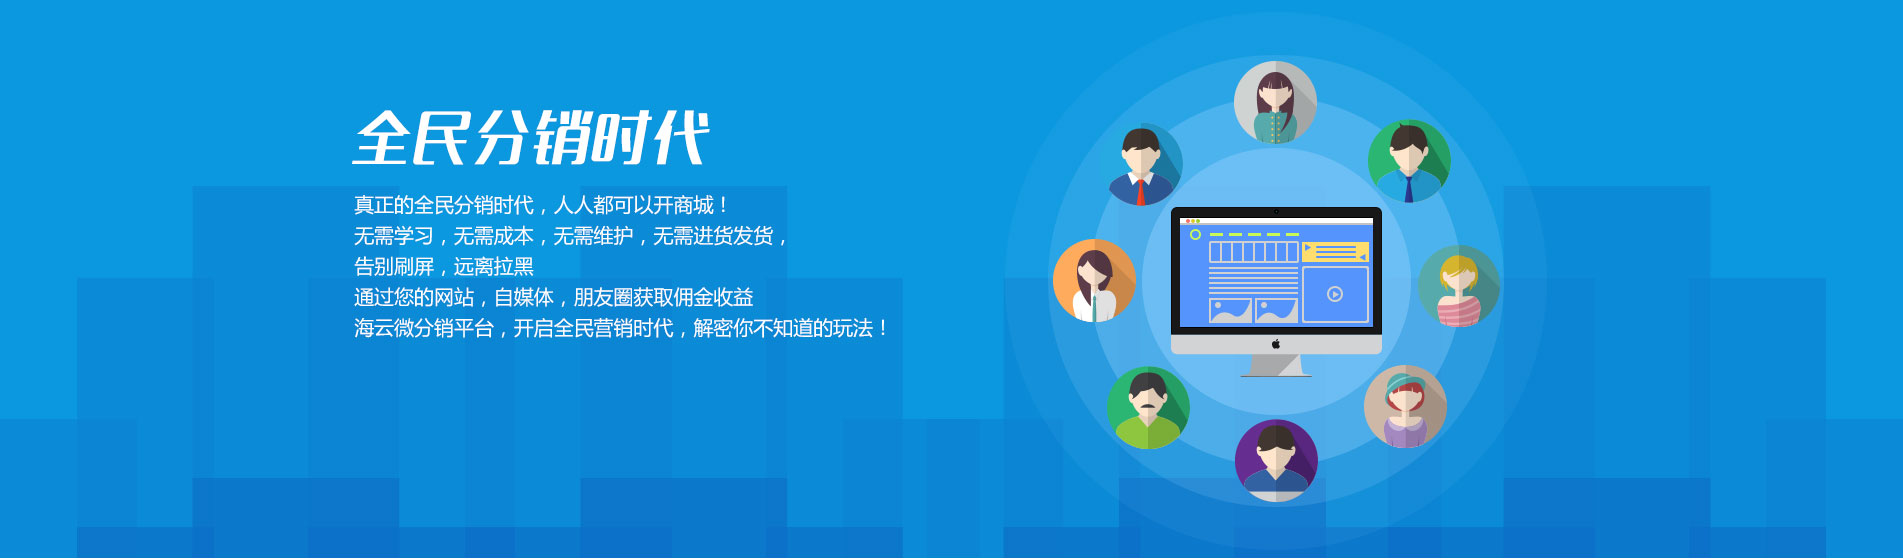 全民分销时代
真正的全民分销时代，人人都可以开商城！
无需学习，无需成本，无需维护，无需进货发货，
告别刷屏，远离拉黑
通过您的网站，自媒体，朋友圈获取佣金收益
海云微分销平台，开启全民营销时代，解密你不知道的玩法！